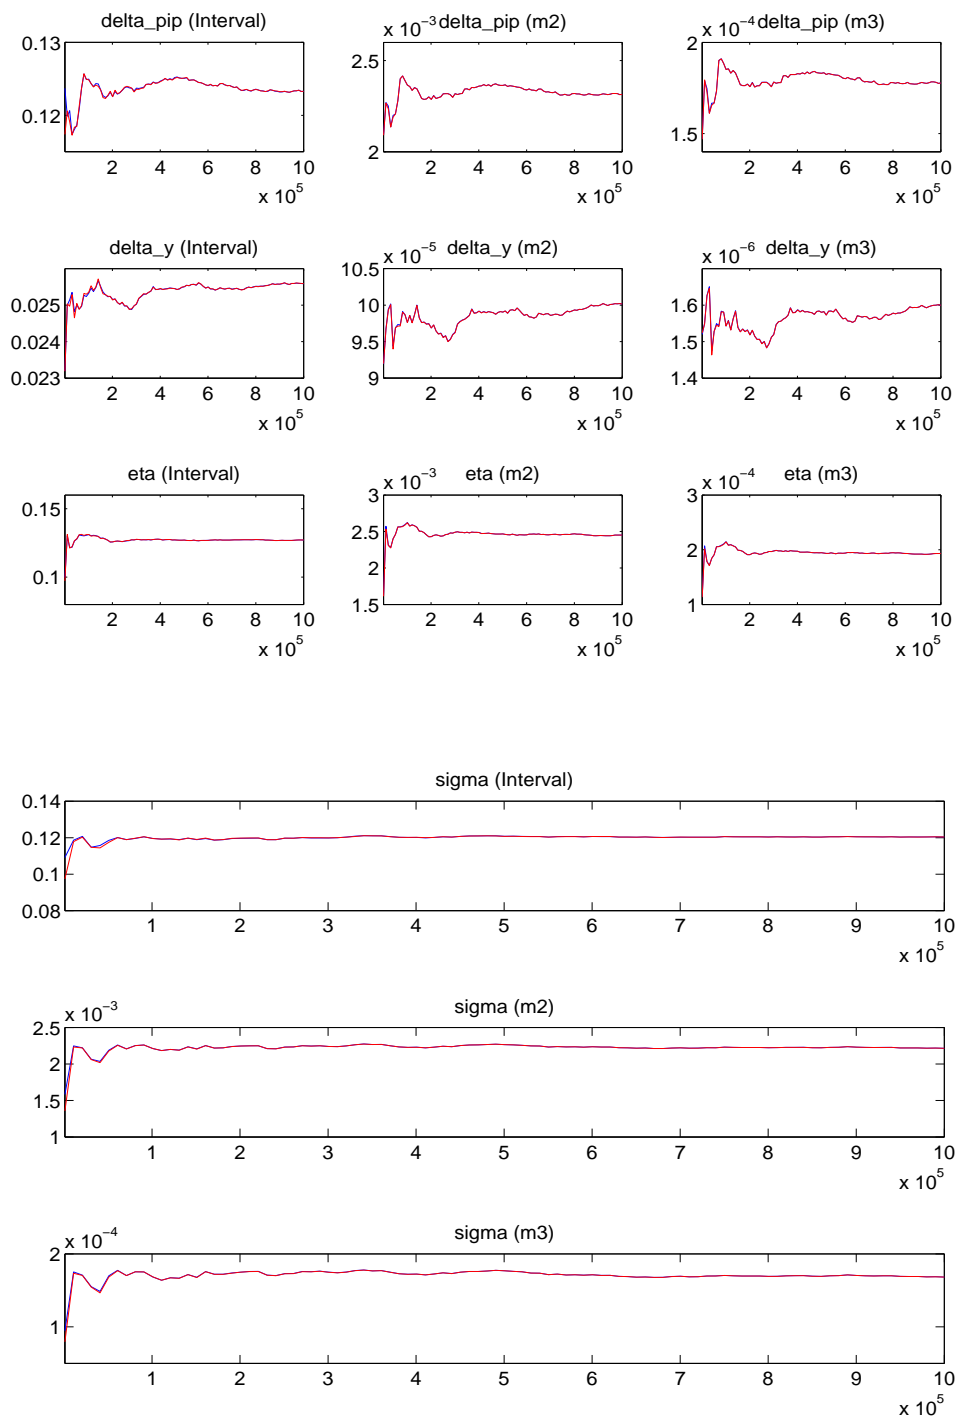 delta_pip (Interval)
0.13
0.12
2 4 6 8 10
x 10^5
x 10^−3 delta_pip (m2)
2.5
2
2 4 6 8 10
x 10^5
x 10^−4 delta_pip (m3)
2
1.5
2 4 6 8 10
x 10^5
delta_y (Interval)
0.025
0.024
0.023
2 4 6 8 10
x 10^5
x 10^−5 delta_y (m2)
10.5
10
9.5
9
2 4 6 8 10
x 10^5
x 10^−6 delta_y (m3)
1.7
1.6
1.5
1.4
2 4 6 8 10
x 10^5
eta (Interval)
0.15
0.1
2 4 6 8 10
x 10^5
x 10^−3 eta (m2)
3
2.5
2
1.5
2 4 6 8 10
x 10^5
x 10^−4 eta (m3)
3
2
1
2 4 6 8 10
x 10^5
sigma (Interval)
0.14
0.12
0.1
0.08
1 2 3 4 5 6 7 8 9 10
x 10^5
x 10^−3 sigma (m2)
2.5
2
1.5
1
1 2 3 4 5 6 7 8 9 10
x 10^5
x 10^−4 sigma (m3)
2
1
1 2 3 4 5 6 7 8 9 10
x 10^5